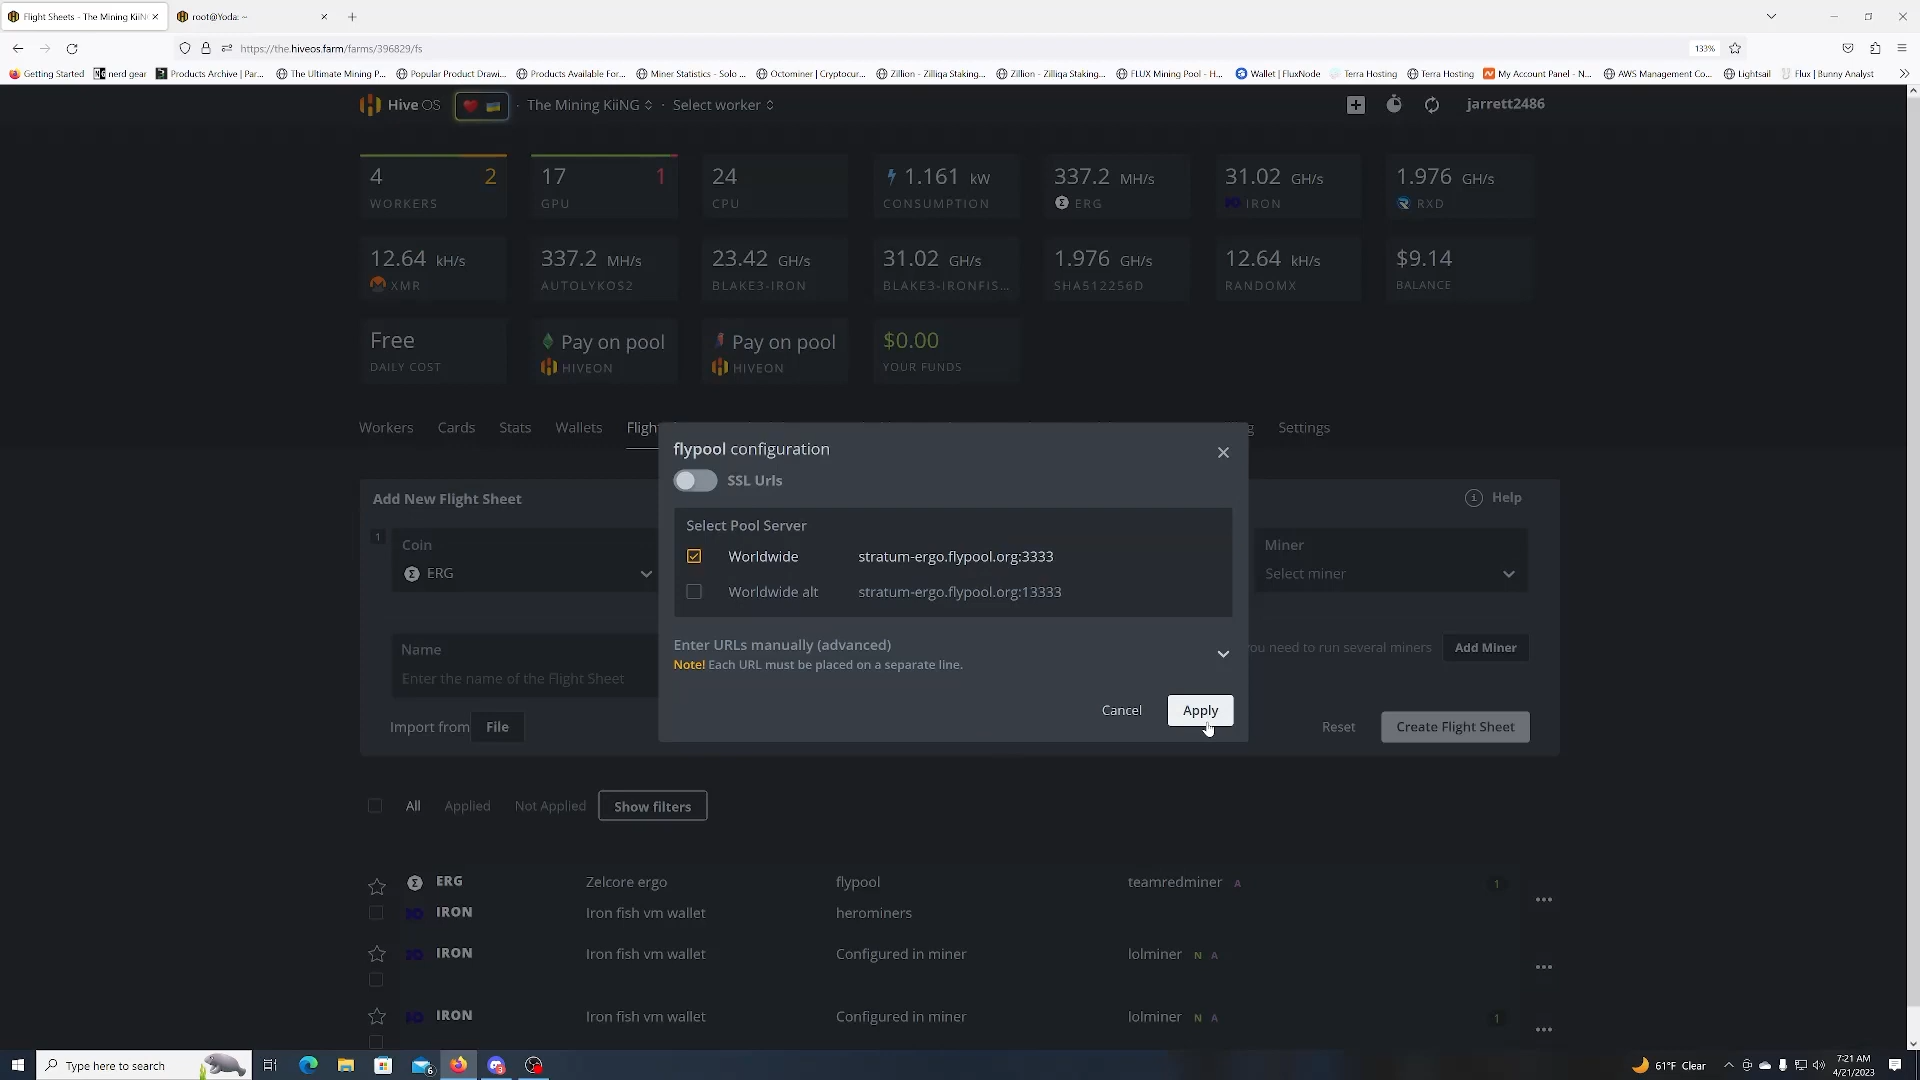 Flight Sheets - The Mining KiiN
root@Yoda: ~
https://the.hiveos.farm/farms/396829/fs
133%
Getting Started
nerd gear
Products Archive | Par...
The Ultimate Mining P...
Popular Product Drawi...
Products Available For...
Miner Statistics - Solo ...
Octominer | Cryptocur...
Zillion - Zilliqa Staking...
Zillion - Zilliqa Staking...
FLUX Mining Pool - H...
Wallet | FluxNode
Terra Hosting
Terra Hosting
My Account Panel - N...
AWS Management Co...
Lightsail
Flux | Bunny Analyst
Hive OS
The Mining KiiNG
Select worker
jarrett2486
4 2
WORKERS
17 1
GPU
24
CPU
1.161 kW
CONSUMPTION
337.2 MH/s
ERG
31.02 GH/s
IRON
1.976 GH/s
RXD
12.64 kH/s
XMR
337.2 MH/s
AUTOLYKOS2
23.42 GH/s
BLAKE3-IRON
31.02 GH/s
BLAKE3-IRONFIS...
1.976 GH/s
SHA512256D
12.64 kH/s
RANDOMX
$9.14
BALANCE
Free
DAILY COST
Pay on pool
HIVEON
Pay on pool
HIVEON
$0.00
YOUR FUNDS
Workers
Cards
Stats
Wallets
Fligh
g
Settings
flypool configuration
SSL Urls
Select Pool Server
Worldwide stratum-ergo.flypool.org:3333
Worldwide alt stratum-ergo.flypool.org:13333
Enter URLs manually (advanced)
Note! Each URL must be placed on a separate line.
Cancel
Apply
Add New Flight Sheet
Help
1
Coin
ERG
Miner
Select miner
Name
Enter the name of the Flight Sheet
ou need to run several miners
Add Miner
Import from File
Reset
Create Flight Sheet
All
Applied
Not Applied
Show filters
ERG Zelcore ergo flypool teamredminer A 1
IRON Iron fish vm wallet herominers
IRON Iron fish vm wallet Configured in miner lolminer N A
IRON Iron fish vm wallet Configured in miner lolminer N A 1
Type here to search
6
61°F Clear
7:21 AM
4/21/2023